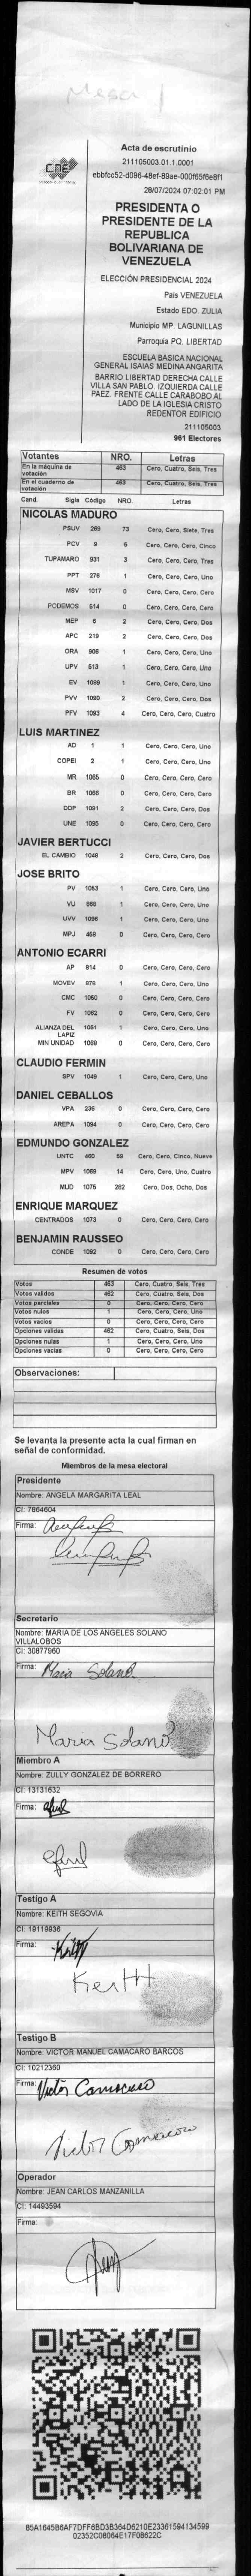 Mesa 1
CNE
Acta de escrutinio
211105003.01.1.0001
ebbfcc52-d096-48ef-89ae-000f65f6e8f1
28/07/2024 07:02:01 PM
PRESIDENTA O
PRESIDENTE DE LA
REPUBLICA
BOLIVARIANA DE
VENEZUELA
ELECCIÓN PRESIDENCIAL 2024
País VENEZUELA
Estado EDO. ZULIA
Municipio MP. LAGUNILLAS
Parroquia PQ. LIBERTAD
ESCUELA BASICA NACIONAL
GENERAL ISAIAS MEDINA ANGARITA
BARRIO LIBERTAD DERECHA CALLE
VILLA SAN PABLO. IZQUIERDA CALLE
PAEZ. FRENTE CALLE CARABOBO AL
LADO DE LA IGLESIA CRISTO
REDENTOR EDIFICIO
211105003
961 Electores
Votantes NRO. Letras
En la máquina de votación 463 Cero, Cuatro, Seis, Tres
En el cuaderno de votación 463 Cero, Cuatro, Seis, Tres
Cand. Sigla Código NRO. Letras
NICOLAS MADURO
PSUV 269 73 Cero, Cero, Siete, Tres
PCV 9 5 Cero, Cero, Cero, Cinco
TUPAMARO 931 3 Cero, Cero, Cero, Tres
PPT 276 1 Cero, Cero, Cero, Uno
MSV 1017 0 Cero, Cero, Cero, Cero
PODEMOS 514 0 Cero, Cero, Cero, Cero
MEP 6 2 Cero, Cero, Cero, Dos
APC 219 2 Cero, Cero, Cero, Dos
ORA 906 1 Cero, Cero, Cero, Uno
UPV 513 1 Cero, Cero, Cero, Uno
EV 1089 1 Cero, Cero, Cero, Uno
PVV 1090 2 Cero, Cero, Cero, Dos
PFV 1093 4 Cero, Cero, Cero, Cuatro
LUIS MARTINEZ
AD 1 1 Cero, Cero, Cero, Uno
COPEI 2 1 Cero, Cero, Cero, Uno
MR 1065 0 Cero, Cero, Cero, Cero
BR 1066 0 Cero, Cero, Cero, Cero
DDP 1091 2 Cero, Cero, Cero, Dos
UNE 1095 0 Cero, Cero, Cero, Cero
JAVIER BERTUCCI
EL CAMBIO 1046 2 Cero, Cero, Cero, Dos
JOSE BRITO
PV 1053 1 Cero, Cero, Cero, Uno
VU 968 1 Cero, Cero, Cero, Uno
UVV 1096 1 Cero, Cero, Cero, Uno
MPJ 459 0 Cero, Cero, Cero, Cero
ANTONIO ECARRI
AP 814 0 Cero, Cero, Cero, Cero
MOVEV 979 1 Cero, Cero, Cero, Uno
CMC 1050 0 Cero, Cero, Cero, Cero
FV 1052 0 Cero, Cero, Cero, Cero
ALIANZA DEL LAPIZ 1061 1 Cero, Cero, Cero, Uno
MIN UNIDAD 1069 0 Cero, Cero, Cero, Cero
CLAUDIO FERMIN
SPV 1049 1 Cero, Cero, Cero, Uno
DANIEL CEBALLOS
VPA 236 0 Cero, Cero, Cero, Cero
AREPA 1094 0 Cero, Cero, Cero, Cero
EDMUNDO GONZALEZ
UNTC 460 59 Cero, Cero, Cinco, Nueve
MPV 1069 14 Cero, Cero, Uno, Cuatro
MUD 1075 282 Cero, Dos, Ocho, Dos
ENRIQUE MARQUEZ
CENTRADOS 1073 0 Cero, Cero, Cero, Cero
BENJAMIN RAUSSEO
CONDE 1092 0 Cero, Cero, Cero, Cero
Resumen de votos
Votos 463 Cero, Cuatro, Seis, Tres
Votos validos 462 Cero, Cuatro, Seis, Dos
Votos parciales 0 Cero, Cero, Cero, Cero
Votos nulos 1 Cero, Cero, Cero, Uno
Votos vacios 0 Cero, Cero, Cero, Cero
Opciones validas 462 Cero, Cuatro, Seis, Dos
Opciones nulas 1 Cero, Cero, Cero, Uno
Opciones vacias 0 Cero, Cero, Cero, Cero
Observaciones:
Se levanta la presente acta la cual firman en
señal de conformidad.
Miembros de la mesa electoral
Presidente
Nombre: ANGELA MARGARITA LEAL
CI: 7864604
Firma:
Secretario
Nombre: MARIA DE LOS ANGELES SOLANO
VILLALOBOS
CI: 30877960
Firma: Maria Solano
Maria Solano
Miembro A
Nombre: ZULLY GONZALEZ DE BORRERO
CI: 13131632
Firma:
Testigo A
Nombre: KEITH SEGOVIA
CI: 19119936
Firma: Keith
Keith
Testigo B
Nombre: VICTOR MANUEL CAMACARO BARCOS
CI: 10212360
Firma: Victor Camacaro
Victor Camacaro
Operador
Nombre: JEAN CARLOS MANZANILLA
CI: 14493594
Firma:
85A1645B6AF7DFF6BD3B364D6210E23361594134599
02352C08064E17F08622C